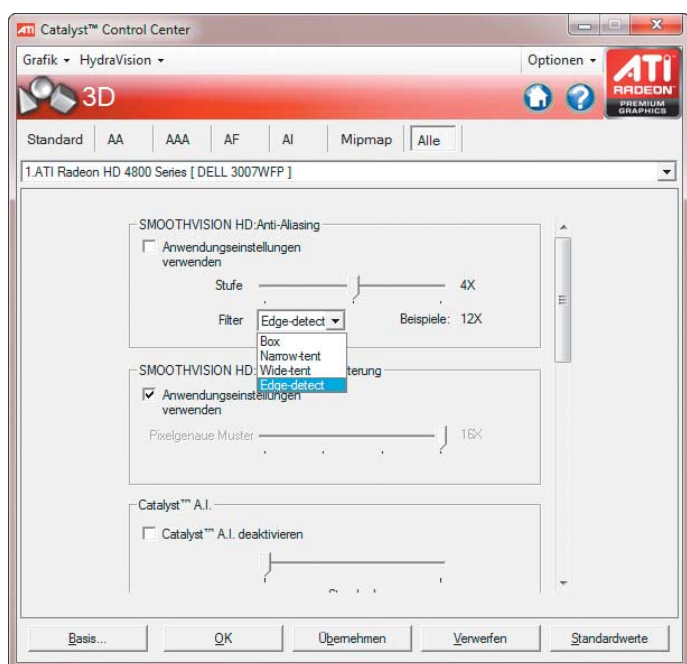 ATI Catalyst™ Control Center
Grafik HydraVision Optionen
3D
ATI
RADEON
PREMIUM
GRAPHICS
Standard AA AAA AF AI Mipmap Alle
1.ATI Radeon HD 4800 Series [ DELL 3007WFP ]
SMOOTHVISION HD:Anti-Aliasing
Anwendungseinstellungen
verwenden
Stufe 4X
Filter Edge-detect Beispiele: 12X
Box
Narrow-tent
Wide-tent
Edge-detect
SMOOTHVISION HD: terung
Anwendungseinstellungen
verwenden
Pixelgenaue Muster 16X
Catalyst™ A.I.
Catalyst™ A.I. deaktivieren
Basis... OK Übernehmen Verwerfen Standardwerte